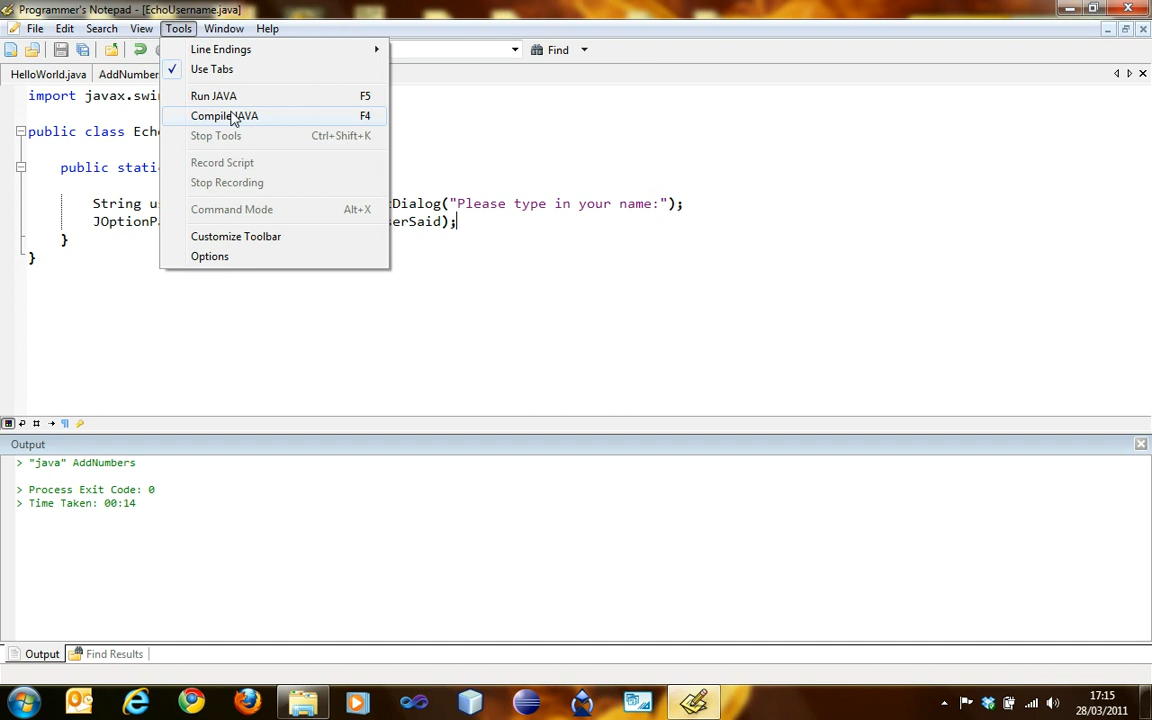 Programmer's Notepad - [EchoUsername.java]
File Edit Search View Tools Window Help
Find
HelloWorld.java AddNumber
Line Endings
Use Tabs
Run JAVA F5
Compile JAVA F4
Stop Tools Ctrl+Shift+K
Record Script
Stop Recording
Command Mode Alt+X
Customize Toolbar
Options
import javax.swi
public class Ech
public stati
String u Dialog("Please type in your name:");
JOptionP erSaid);
}
}
Output
> "java" AddNumbers
> Process Exit Code: 0
> Time Taken: 00:14
Output Find Results
17:15
28/03/2011